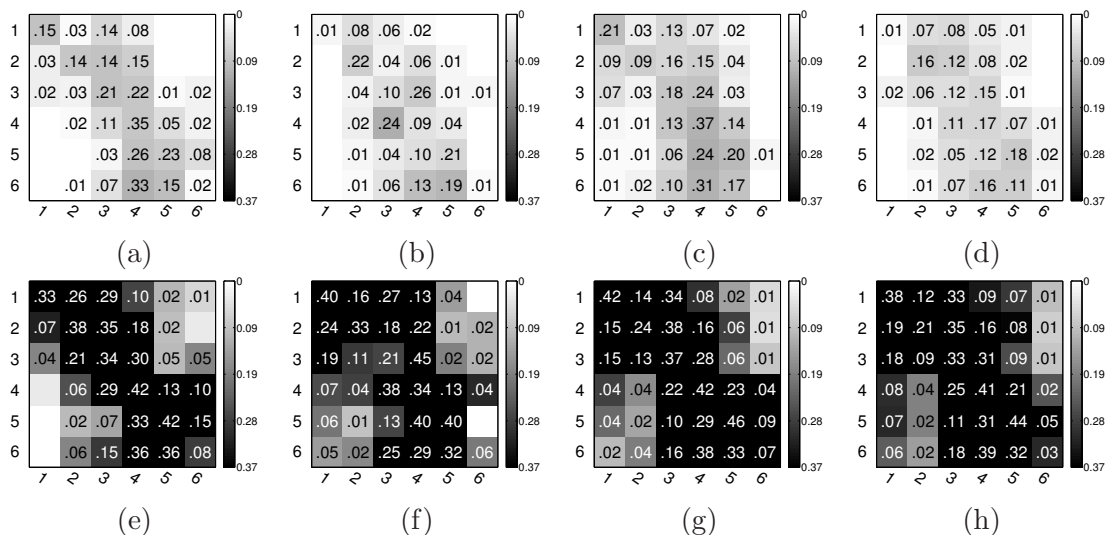 1 .15 .03 .14 .08
2 .03 .14 .14 .15
3 .02 .03 .21 .22 .01 .02
4 .02 .11 .35 .05 .02
5 .03 .26 .23 .08
6 .01 .07 .33 .15 .02
1 2 3 4 5 6
0
0.09
0.19
0.28
0.37
(a)
.01 .08 .06 .02
.22 .04 .06 .01
.04 .10 .26 .01 .01
.02 .24 .09 .04
.01 .04 .10 .21
.01 .06 .13 .19 .01
1 2 3 4 5 6
0
0.09
0.19
0.28
0.37
(b)
1 .21 .03 .13 .07 .02
2 .09 .09 .16 .15 .04
3 .07 .03 .18 .24 .03
4 .01 .01 .13 .37 .14
5 .01 .01 .06 .24 .20 .01
6 .01 .02 .10 .31 .17
1 2 3 4 5 6
0
0.09
0.19
0.28
0.37
(c)
1 .01 .07 .08 .05 .01
2 .16 .12 .08 .02
3 .02 .06 .12 .15 .01
4 .01 .11 .17 .07 .01
5 .02 .05 .12 .18 .02
6 .01 .07 .16 .11 .01
1 2 3 4 5 6
0
0.09
0.19
0.28
0.37
(d)
1 .33 .26 .29 .10 .02 .01
2 .07 .38 .35 .18 .02
3 .04 .21 .34 .30 .05 .05
4 .06 .29 .42 .13 .10
5 .02 .07 .33 .42 .15
6 .06 .15 .36 .36 .08
1 2 3 4 5 6
0
0.09
0.19
0.28
0.37
(e)
1 .40 .16 .27 .13 .04
2 .24 .33 .18 .22 .01 .02
3 .19 .11 .21 .45 .02 .02
4 .07 .04 .38 .34 .13 .04
5 .06 .01 .13 .40 .40
6 .05 .02 .25 .29 .32 .06
1 2 3 4 5 6
0
0.09
0.19
0.28
0.37
(f)
1 .42 .14 .34 .08 .02 .01
2 .15 .24 .38 .16 .06 .01
3 .15 .13 .37 .28 .06 .01
4 .04 .04 .22 .42 .23 .04
5 .04 .02 .10 .29 .46 .09
6 .02 .04 .16 .38 .33 .07
1 2 3 4 5 6
0
0.09
0.19
0.28
0.37
(g)
1 .38 .12 .33 .09 .07 .01
2 .19 .21 .35 .16 .08 .01
3 .18 .09 .33 .31 .09 .01
4 .08 .04 .25 .41 .21 .02
5 .07 .02 .11 .31 .44 .05
6 .06 .02 .18 .39 .32 .03
1 2 3 4 5 6
0
0.09
0.19
0.28
0.37
(h)